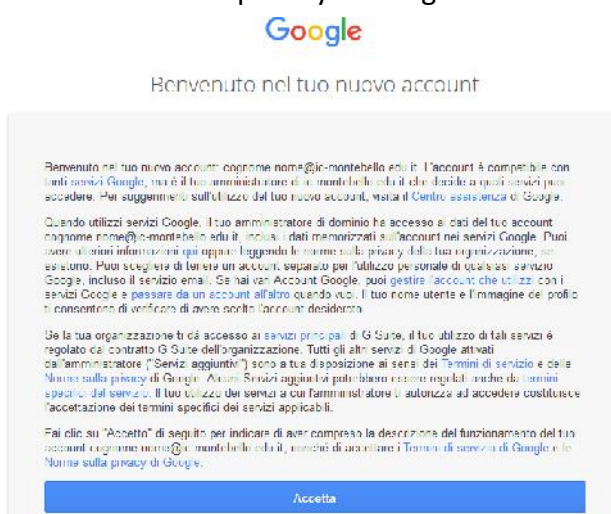 Google
Benvenuto nel tuo nuovo account
Benvenuto nel tuo nuovo account: cognome nome@ic-montebello edu it. L'account è compatibile con
tanti servizi Google, ma è il tuo amministratore di ic-montebello edu it che decide a quali servizi puoi
accedere. Per suggerimenti sull'utilizzo del tuo nuovo account, visita il Centro assistenza di Google.
Quando utilizzi servizi Google, il tuo amministratore di dominio ha accesso ai dati del tuo account
cognome nome@ic-montebello edu it, inclusi i dati memorizzati sull'account nei servizi Google. Puoi
avere ulteriori informazioni qui oppure leggendo le norme sulla privacy della tua organizzazione, se
esistono. Puoi scegliere di tenere un account separato per l'utilizzo personale di qualsiasi servizio
Google, incluso il servizio email. Se hai vari Account Google, puoi gestire l'account che utilizzi con i
servizi Google e passare da un account all'altro quando vuoi. Il tuo nome utente e l'immagine del profilo
ti consentono di verificare di avere scelto l'account desiderato.
Se la tua organizzazione ti dà accesso ai servizi principali di G Suite, il tuo utilizzo di tali servizi è
regolato dal contratto G Suite dell'organizzazione. Tutti gli altri servizi di Google attivati
dall'amministratore ("Servizi aggiuntivi") sono a tua disposizione ai sensi dei Termini di servizio e delle
Norme sulla privacy di Google. Alcuni Servizi aggiuntivi potrebbero essere regolati anche da termini
specifici del servizio. Il tuo utilizzo dei servizi a cui l'amministratore ti autorizza ad accedere costituisce
l'accettazione dei termini specifici dei servizi applicabili.
Fai clic su "Accetto" di seguito per indicare di aver compreso la descrizione del funzionamento del tuo
account cognome nome@ic-montebello edu it, nonché di accettare i Termini di servizio di Google e le
Norme sulla privacy di Google.
Accetta